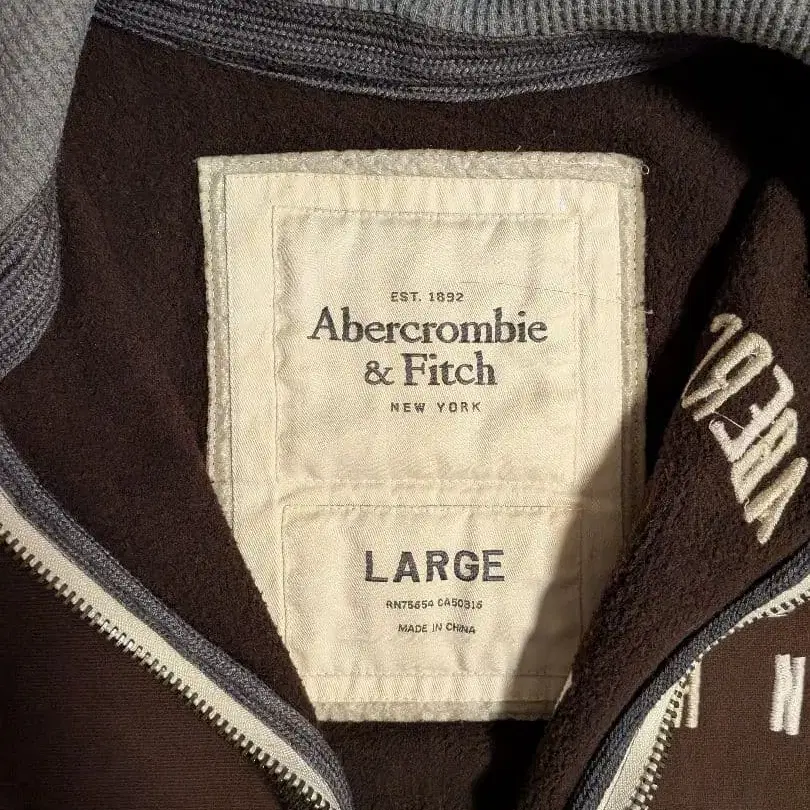 EST. 1892
Abercrombie
& Fitch
NEW YORK
LARGE
RN75654 CA50316
MADE IN CHINA